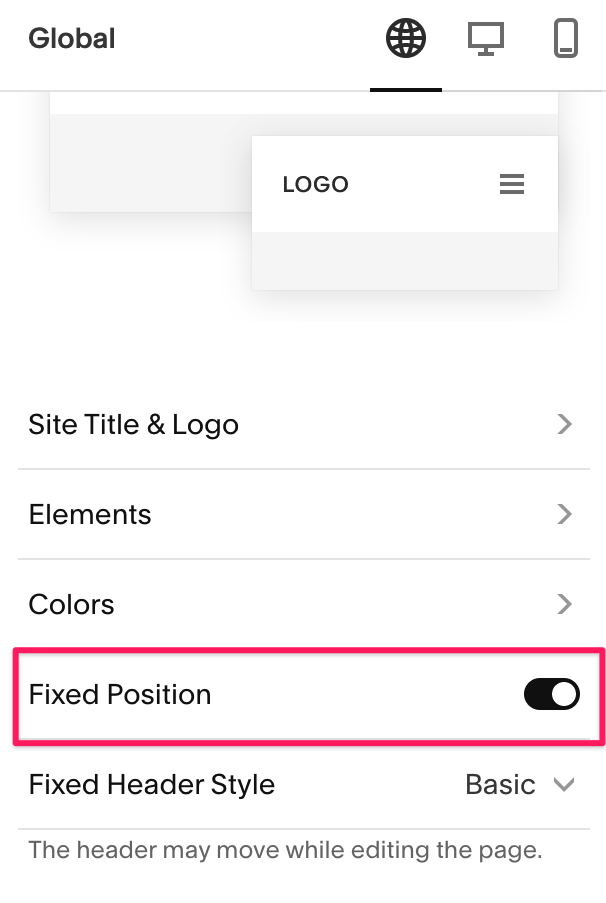 Global
LOGO
Site Title & Logo
Elements
Colors
Fixed Position
Fixed Header Style Basic
The header may move while editing the page.